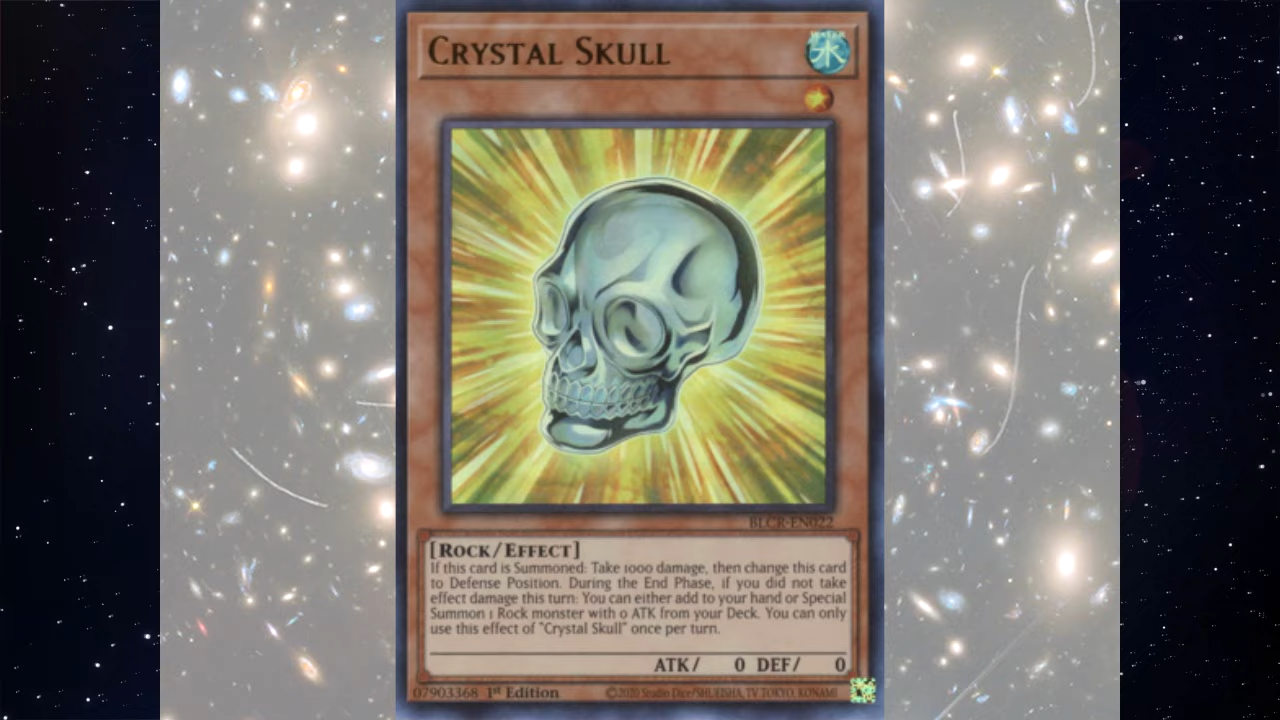 Crystal Skull
WATER
水
BLCR-EN022
[Rock/Effect]
If this card is Summoned: Take 1000 damage, then change this card
to Defense Position. During the End Phase, if you did not take
effect damage this turn: You can either add to your hand or Special
Summon 1 Rock monster with 0 ATK from your Deck. You can only
use this effect of "Crystal Skull" once per turn.
ATK/ 0 DEF/ 0
07903368 1st Edition ©2020 Studio Dice/SHUEISHA, TV TOKYO, KONAMI